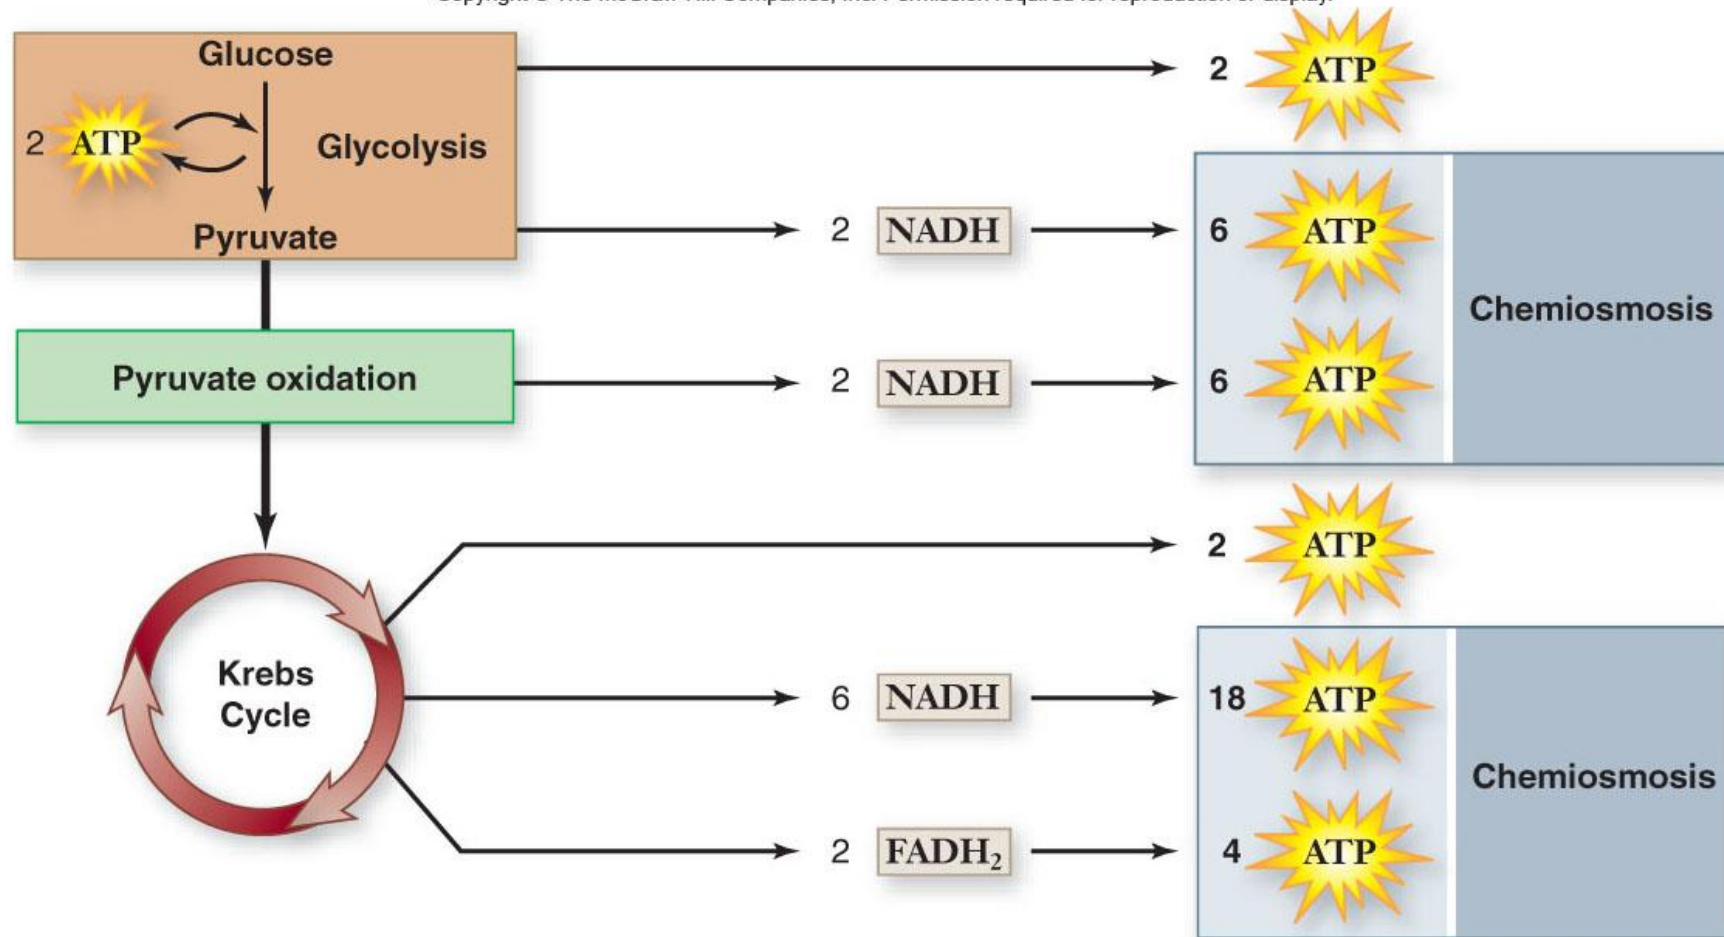 Glucose
2 ATP
Glycolysis
Pyruvate
2 ATP
2 NADH
6 ATP
Pyruvate oxidation
2 NADH
6 ATP
Chemiosmosis
Krebs
Cycle
2 ATP
6 NADH
18 ATP
2 FADH₂
4 ATP
Chemiosmosis